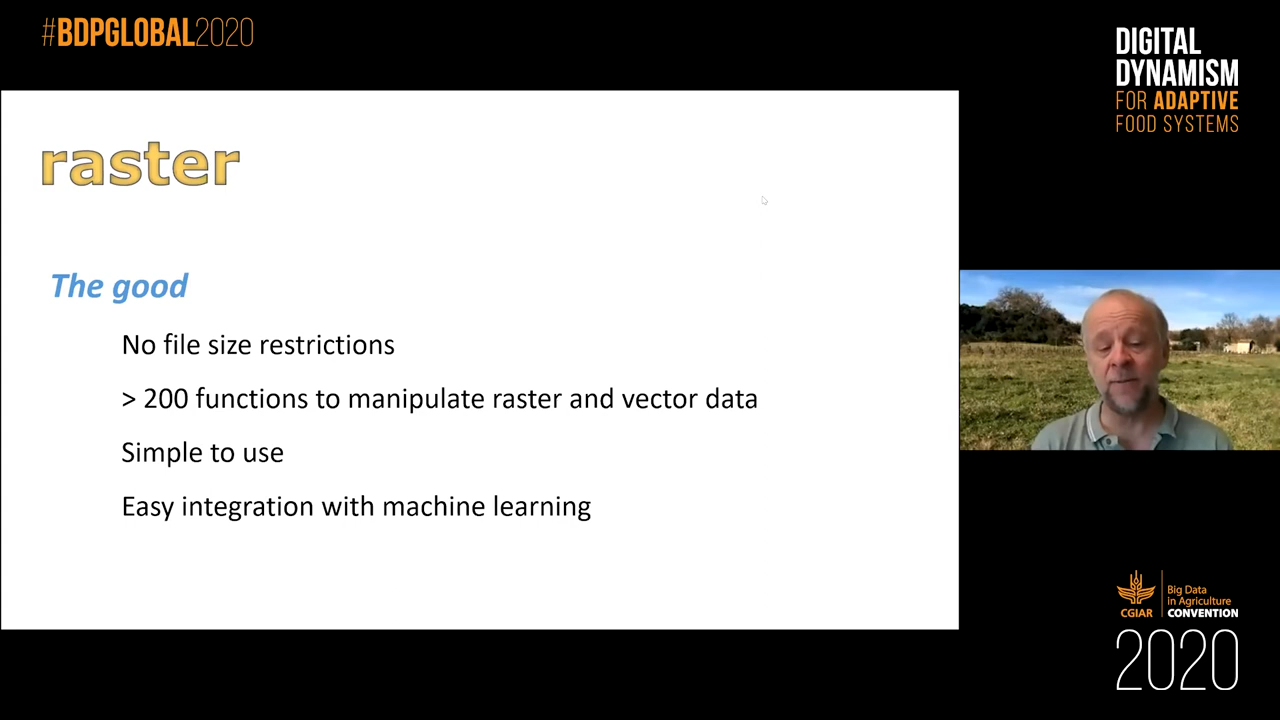 #BDPGLOBAL2020
DIGITAL
DYNAMISM
FOR ADAPTIVE
FOOD SYSTEMS
raster
The good
No file size restrictions
> 200 functions to manipulate raster and vector data
Simple to use
Easy integration with machine learning
CGIAR
Big Data
in Agriculture
CONVENTION
2020